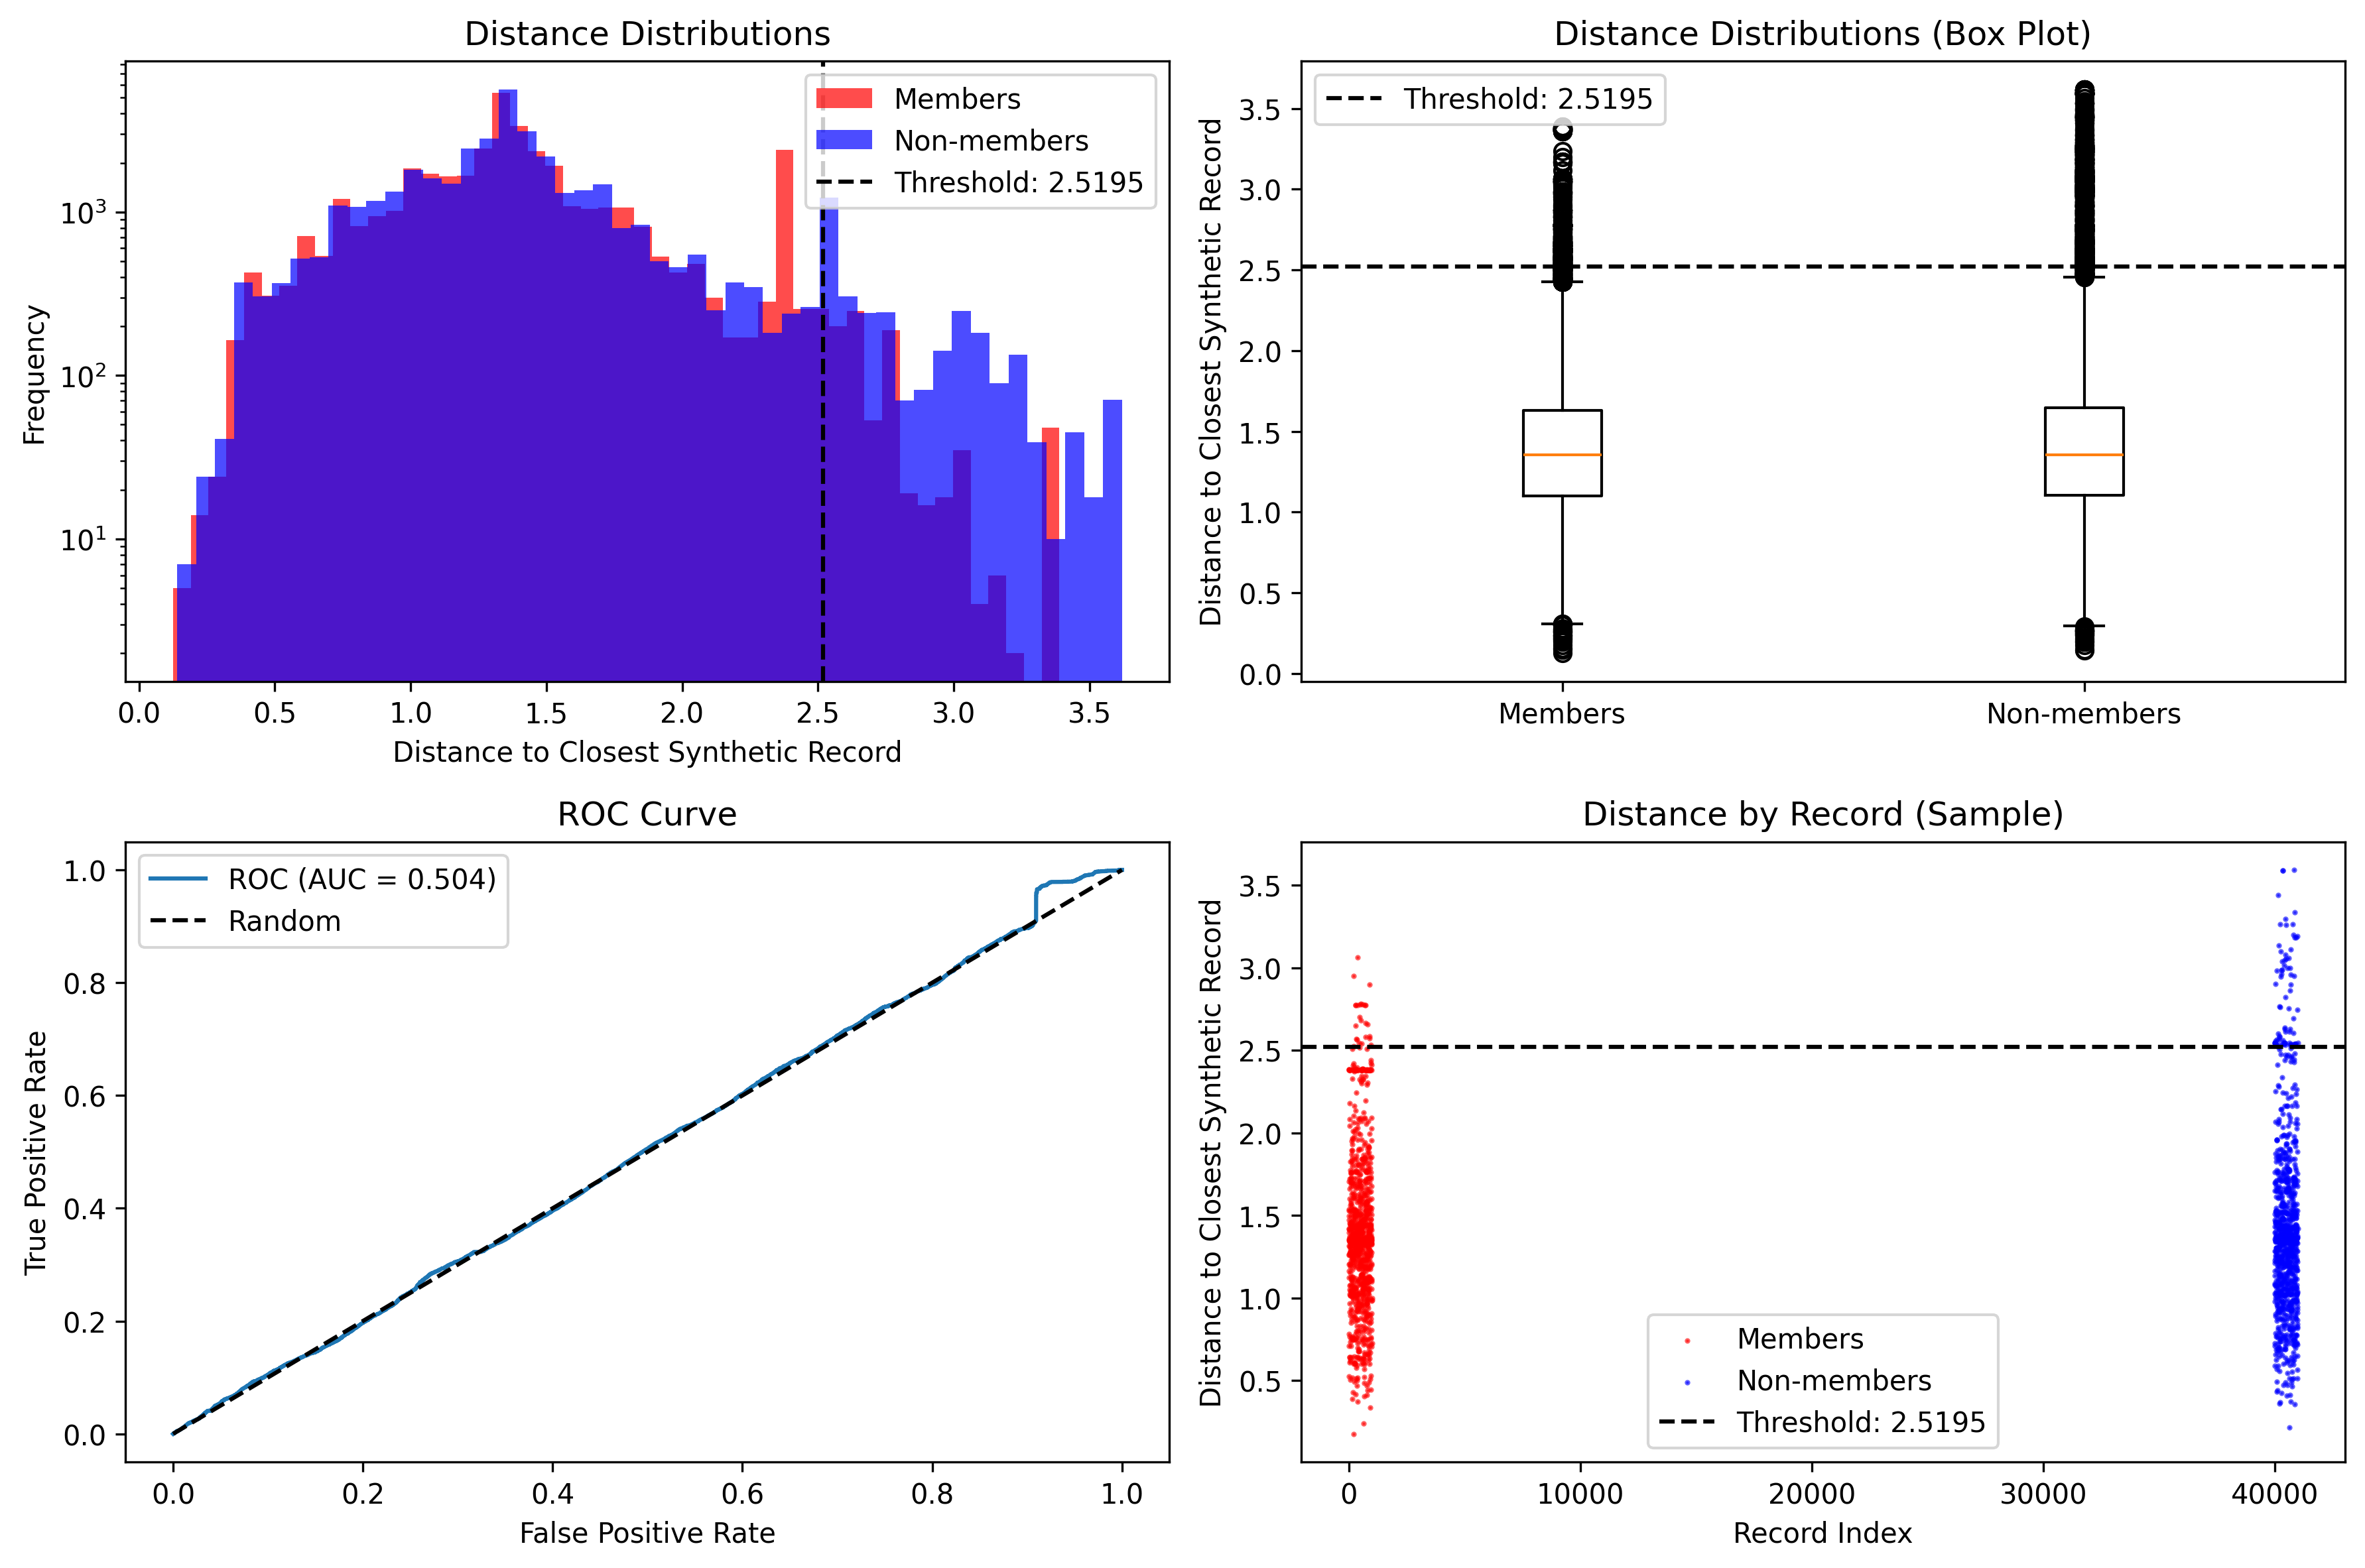 Distance Distributions
Frequency
10³
10²
10¹
Members
Non-members
Threshold: 2.5195
0.0 0.5 1.0 1.5 2.0 2.5 3.0 3.5
Distance to Closest Synthetic Record
Distance Distributions (Box Plot)
Distance to Closest Synthetic Record
3.5
3.0
2.5
2.0
1.5
1.0
0.5
0.0
Threshold: 2.5195
Members Non-members
ROC Curve
True Positive Rate
1.0
0.8
0.6
0.4
0.2
0.0
ROC (AUC = 0.504)
Random
0.0 0.2 0.4 0.6 0.8 1.0
False Positive Rate
Distance by Record (Sample)
Distance to Closest Synthetic Record
3.5
3.0
2.5
2.0
1.5
1.0
0.5
Members
Non-members
Threshold: 2.5195
0 10000 20000 30000 40000
Record Index